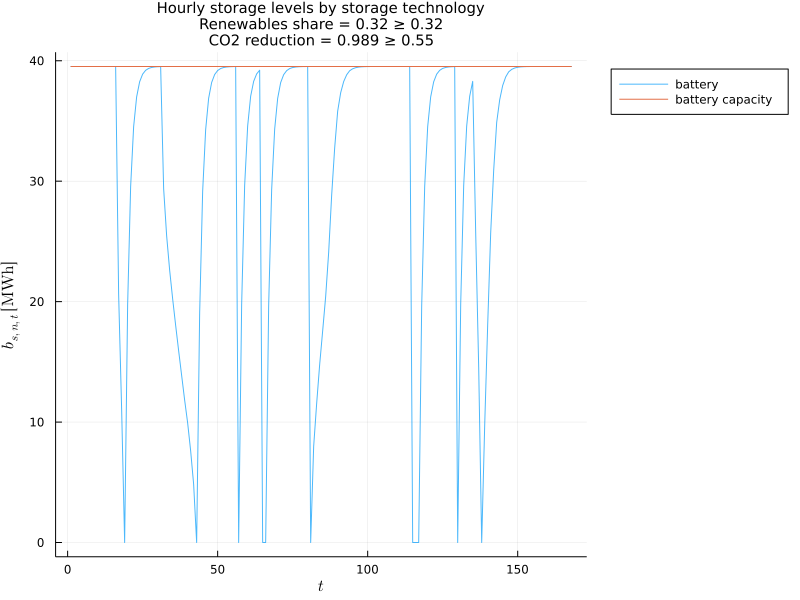 Hourly storage levels by storage technology
Renewables share = 0.32 ≥ 0.32
CO2 reduction = 0.989 ≥ 0.55
battery
battery capacity
40
30
20
10
0
b_{s, n, t} [MWh]
0
50
100
150
t